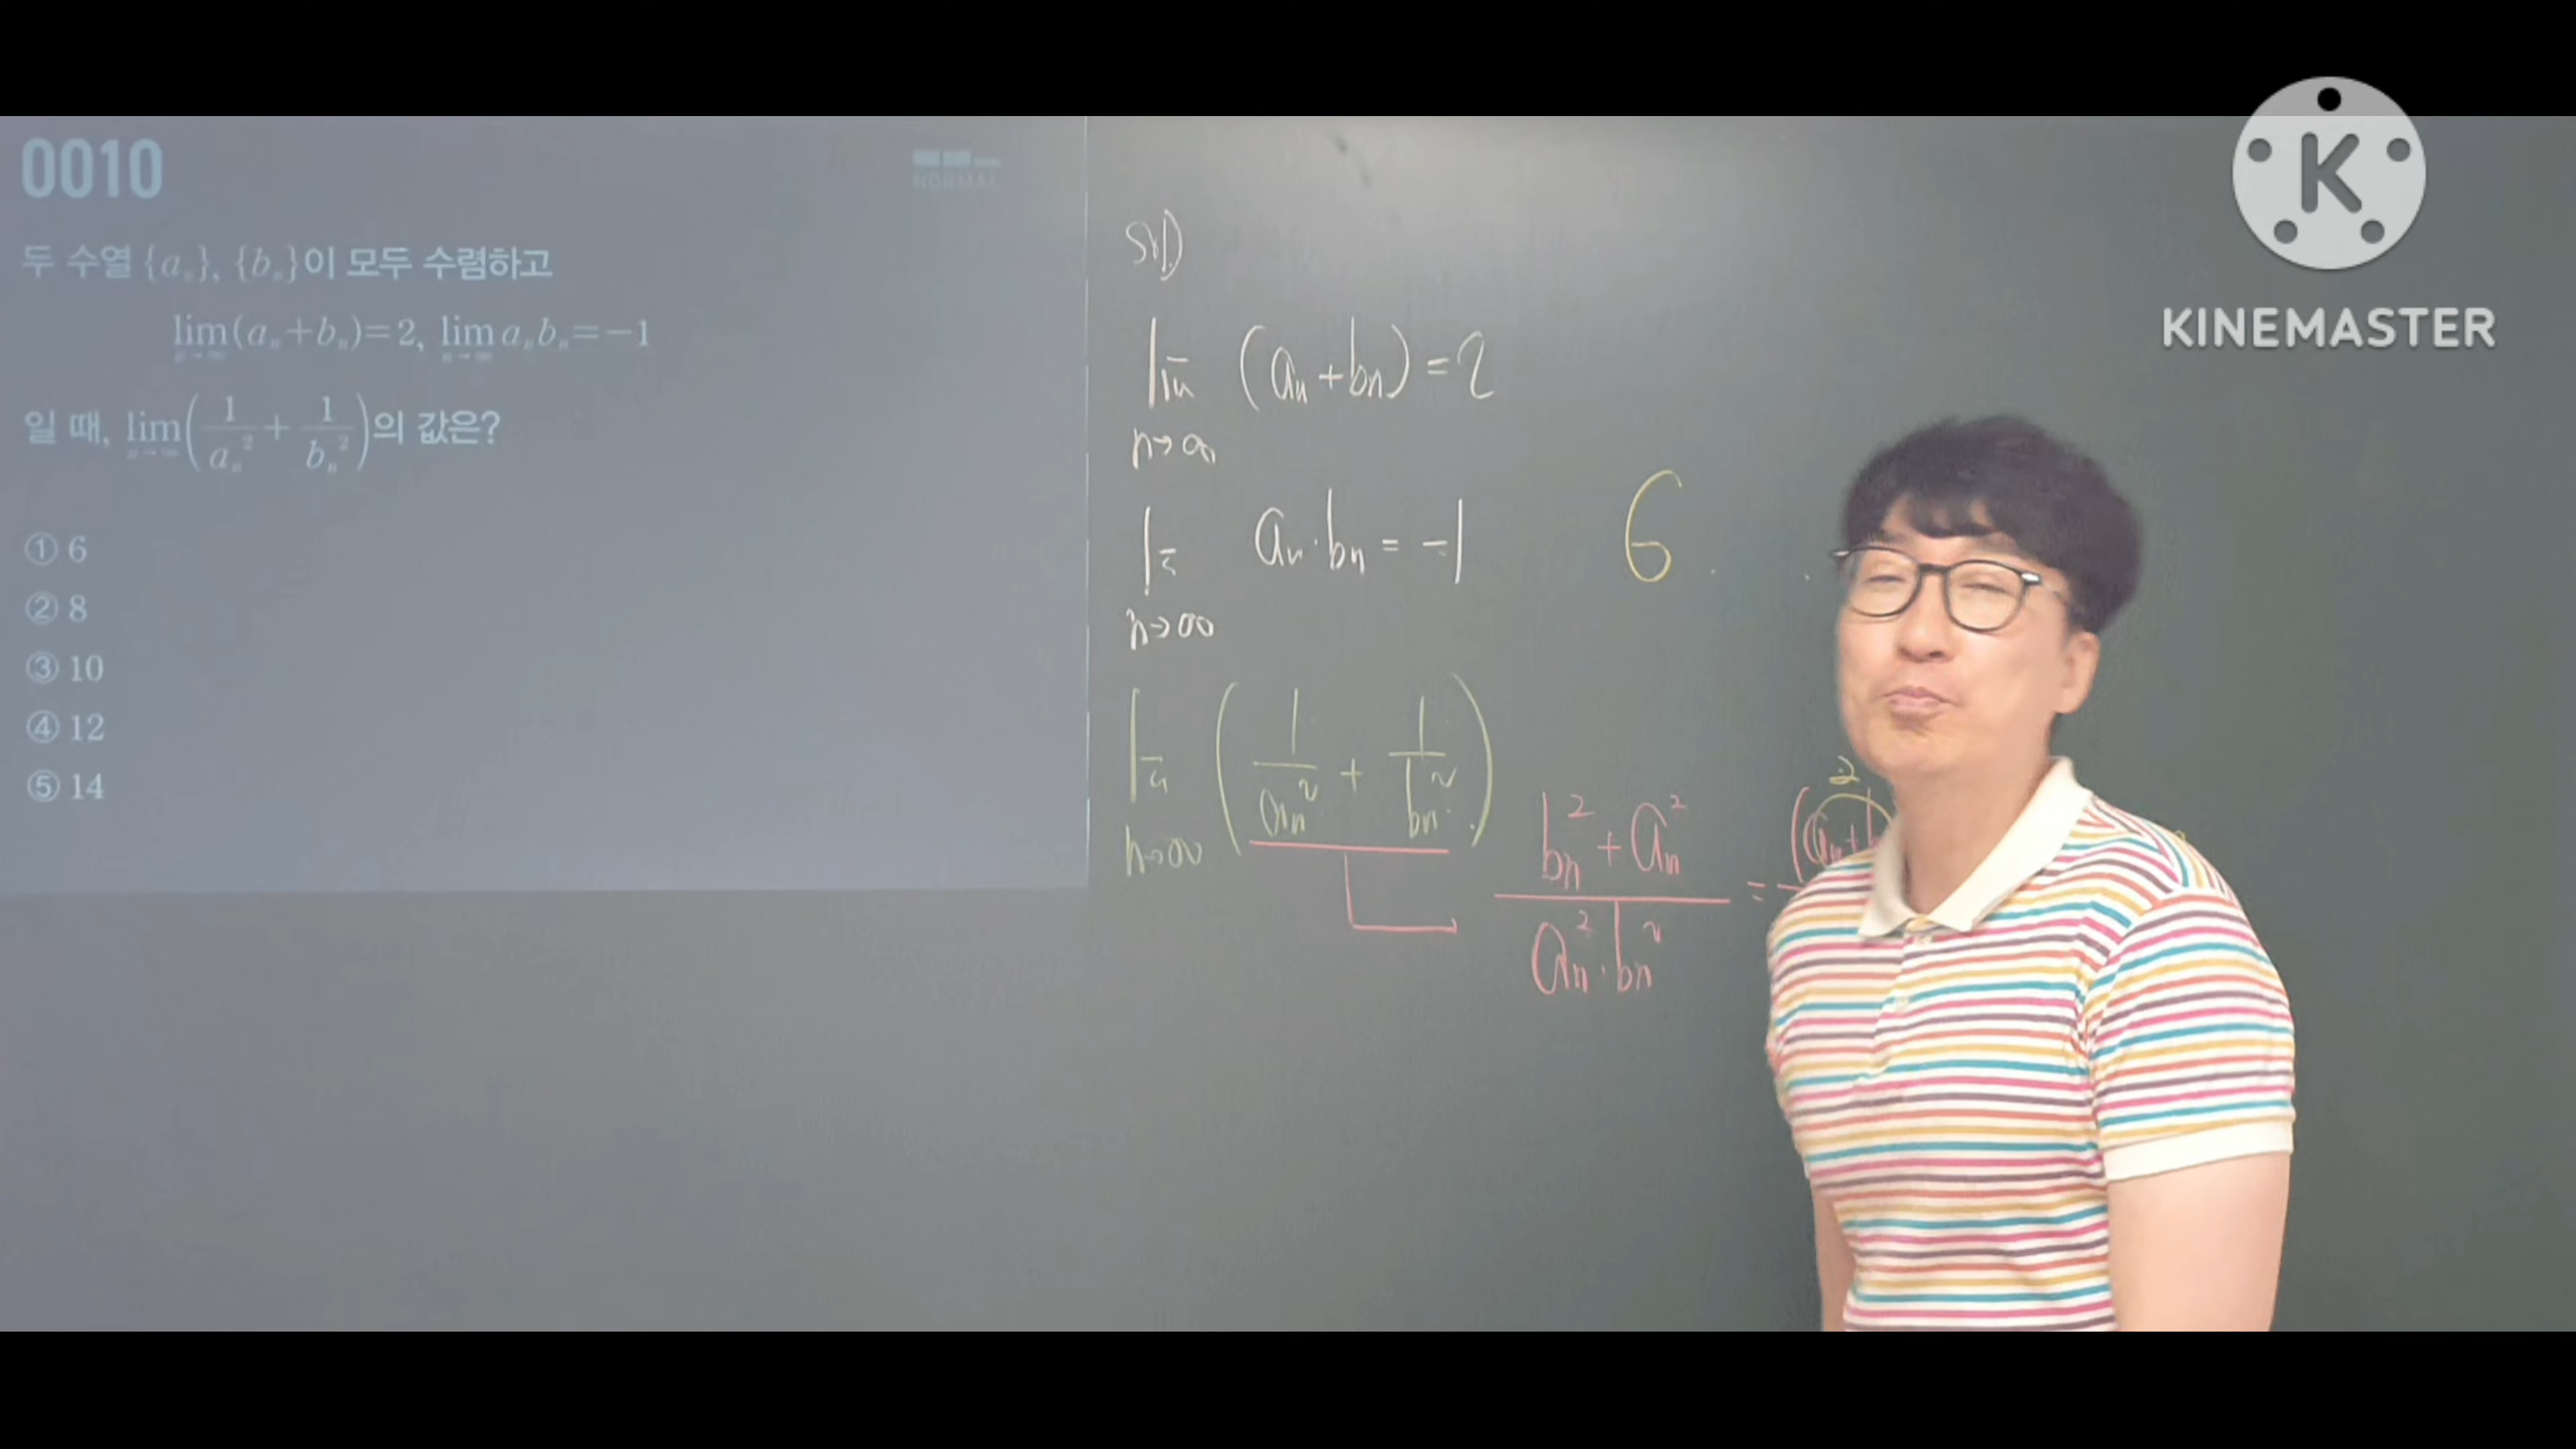 0010
NORMAL
두 수열 {aₙ}, {bₙ}이 모두 수렴하고
lim(aₙ+bₙ)=2, lim aₙbₙ=−1
n→∞ n→∞
일 때, lim(1/aₙ² + 1/bₙ²)의 값은?
n→∞
① 6
② 8
③ 10
④ 12
⑤ 14
lim (aₙ+bₙ) = 2
n→∞
lim aₙ·bₙ = -1
n→∞
6
lim (1/aₙ² + 1/bₙ²)
n→∞
(bₙ² + aₙ²)/(aₙ²·bₙ²) =
2
K
KINEMASTER